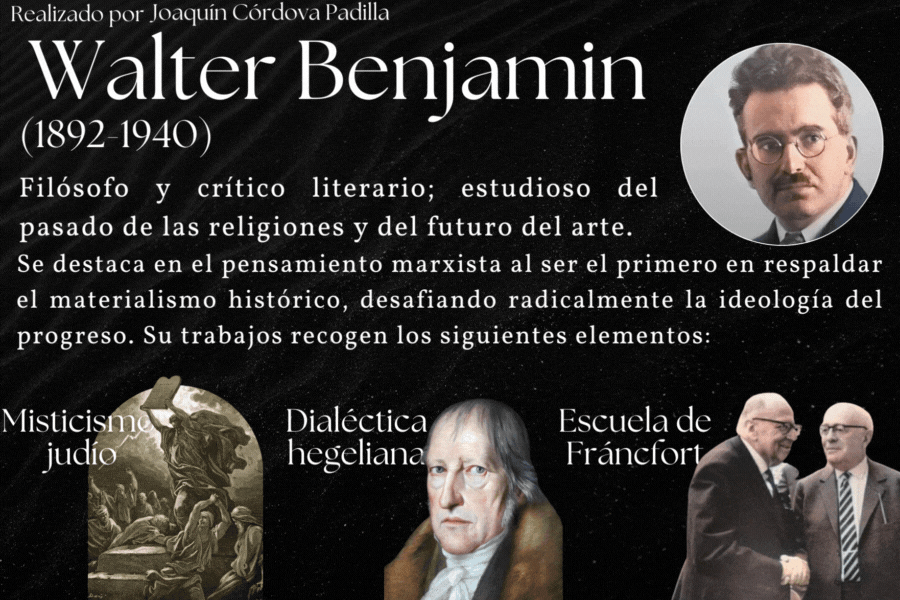 Realizado por Joaquín Córdova Padilla
Walter Benjamin
(1892-1940)
Filósofo y crítico literario; estudioso del
pasado de las religiones y del futuro del arte.
Se destaca en el pensamiento marxista al ser el primero en respaldar
el materialismo histórico, desafiando radicalmente la ideología del
progreso. Su trabajos recogen los siguientes elementos:
Misticismo
judío
Dialéctica
hegeliana
Escuela de
Fráncfort